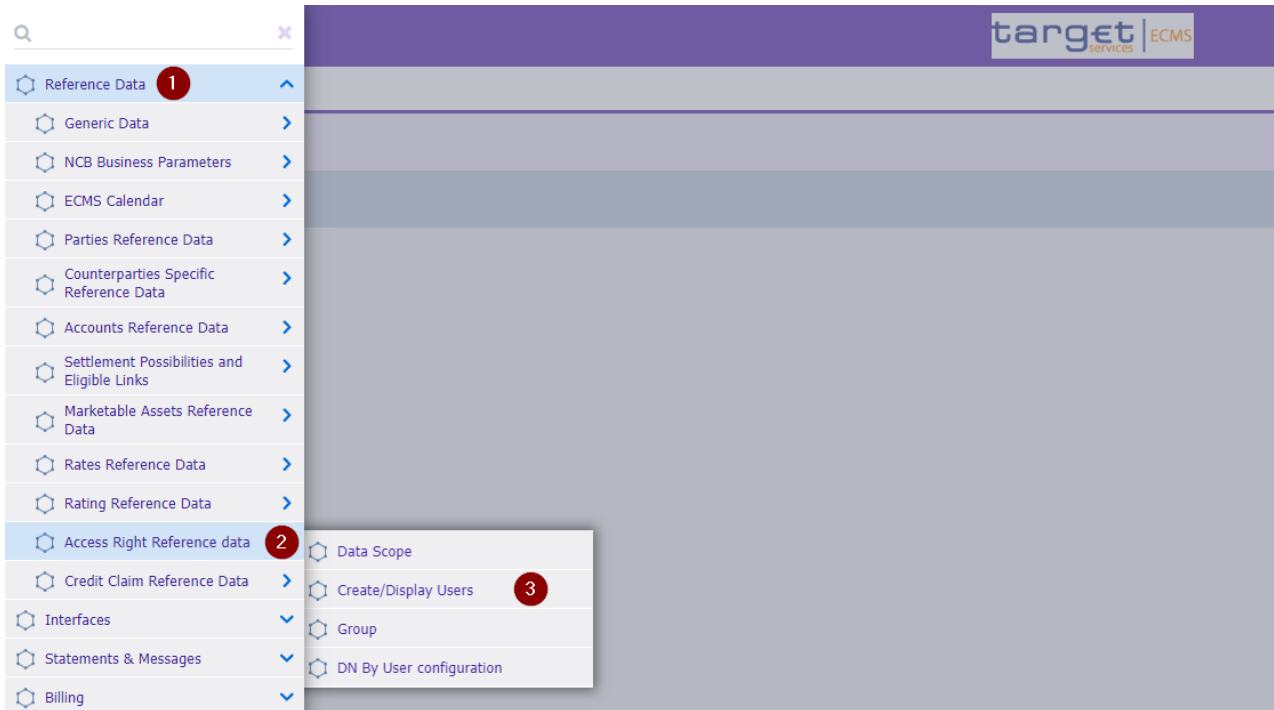 target | ECMS
services
Reference Data 1
Generic Data
NCB Business Parameters
ECMS Calendar
Parties Reference Data
Counterparties Specific
Reference Data
Accounts Reference Data
Settlement Possibilities and
Eligible Links
Marketable Assets Reference
Data
Rates Reference Data
Rating Reference Data
Access Right Reference data 2
Data Scope
Create/Display Users 3
Group
DN By User configuration
Credit Claim Reference Data
Interfaces
Statements & Messages
Billing